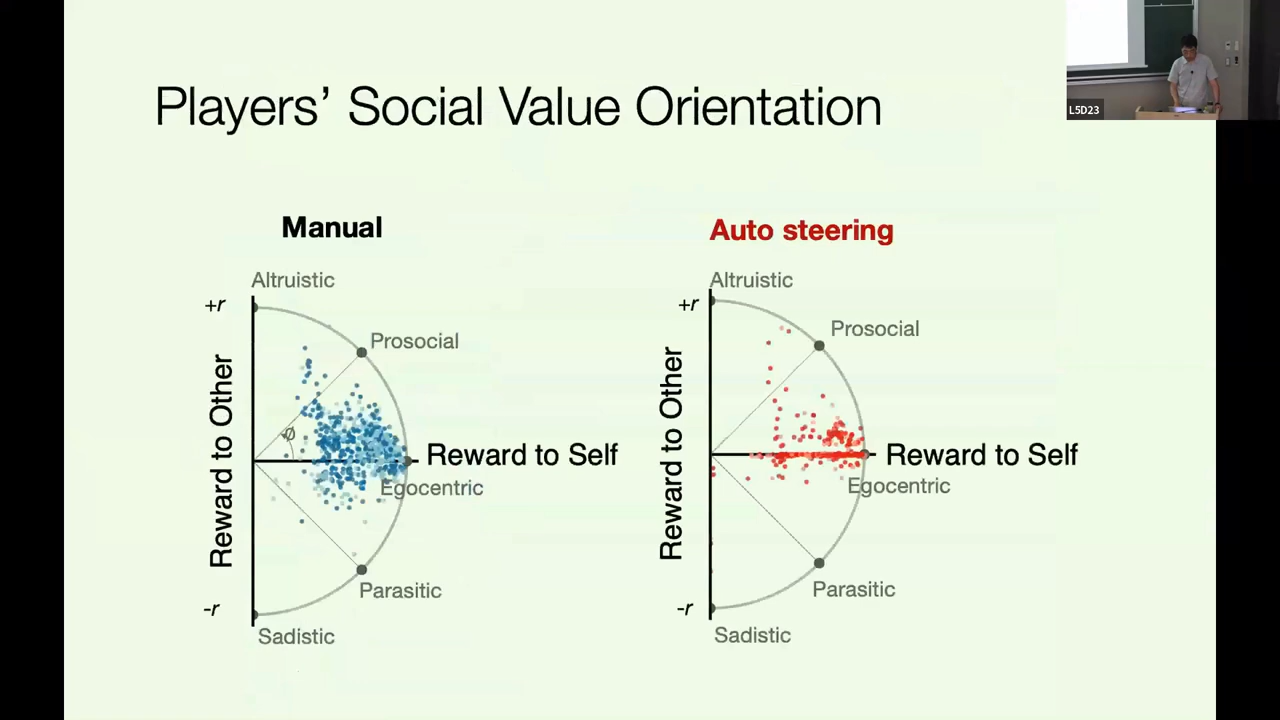 Players' Social Value Orientation
L5D23
Manual
Altruistic
+r
Prosocial
Reward to Other
φ
Reward to Self
Egocentric
Parasitic
-r
Sadistic
Auto steering
Altruistic
+r
Prosocial
Reward to Other
Reward to Self
Egocentric
Parasitic
-r
Sadistic